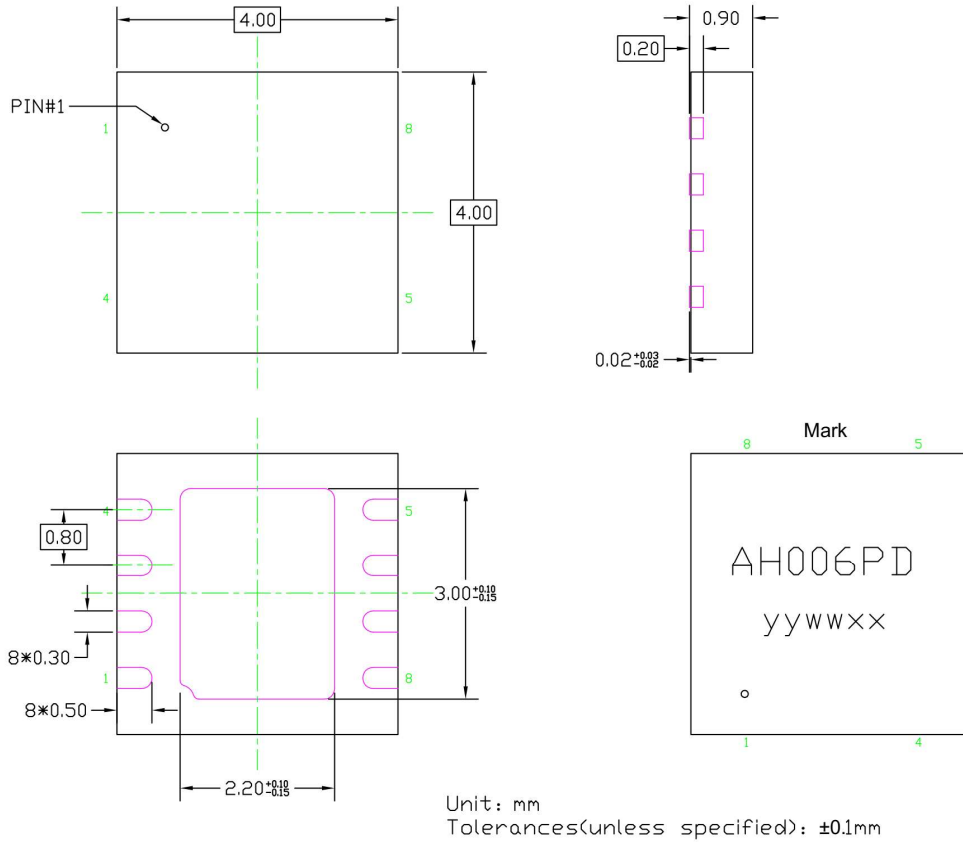 4.00
0.90
0.20
PIN#1
1
8
4.00
4
5
0.02 +0.03 -0.02
Mark
8
5
4
5
0.80
AH006PD
3.00 +0.10 -0.15
yywwxx
8*0.30
1
8
8*0.50
1
4
2.20 +0.10 -0.15
Unit: mm
Tolerances(unless specified): ±0.1mm